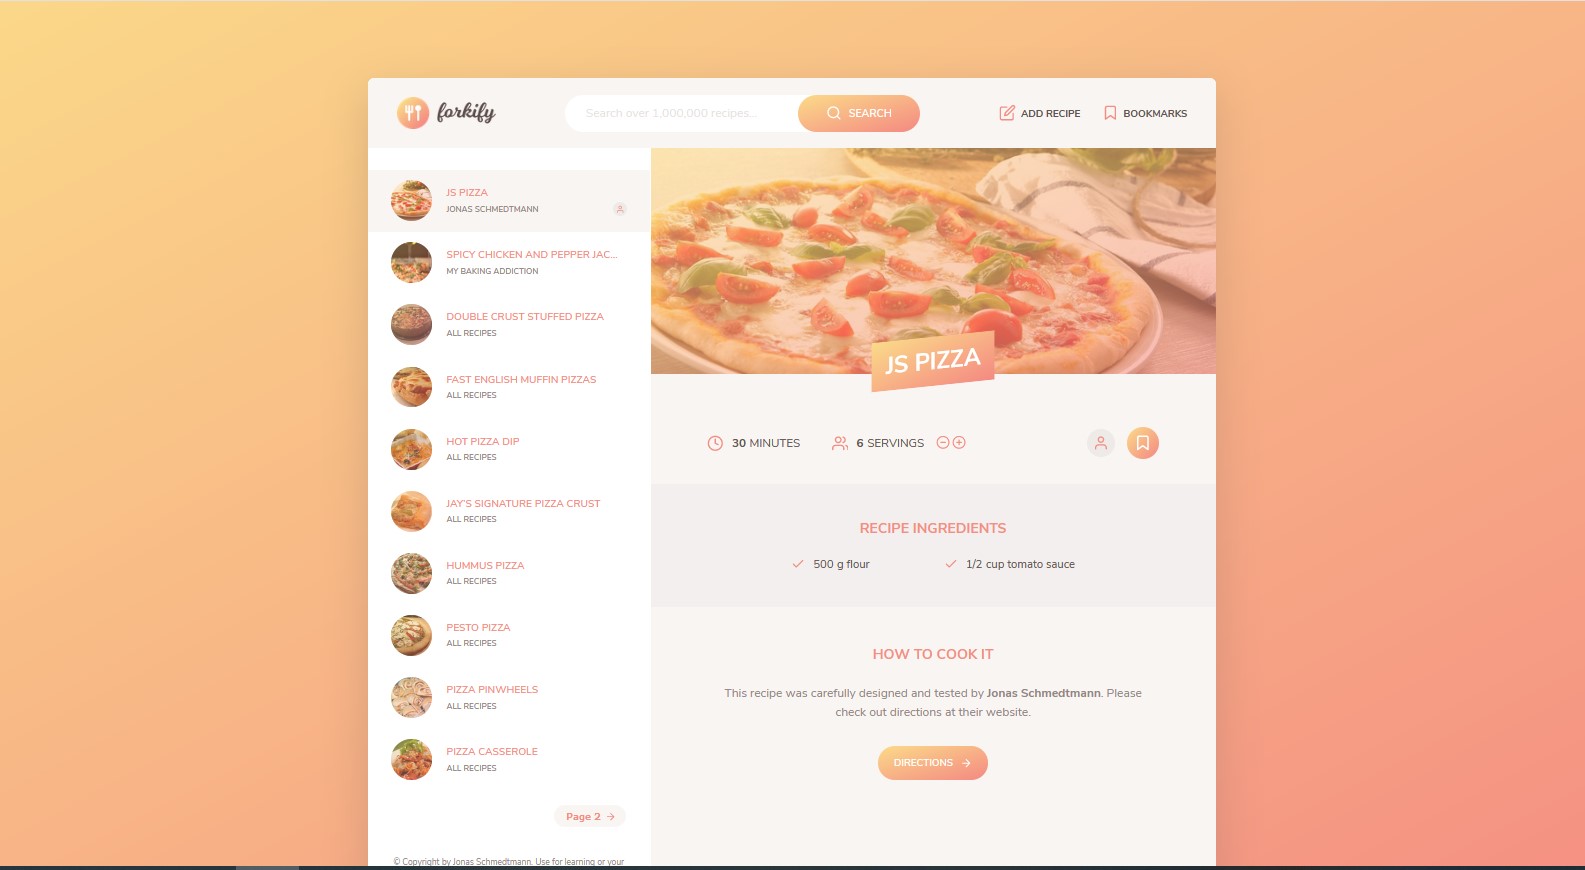 forkify
Search over 1,000,000 recipes...
SEARCH
ADD RECIPE
BOOKMARKS
JS PIZZA
JONAS SCHMEDTMANN
SPICY CHICKEN AND PEPPER JAC...
MY BAKING ADDICTION
DOUBLE CRUST STUFFED PIZZA
ALL RECIPES
FAST ENGLISH MUFFIN PIZZAS
ALL RECIPES
HOT PIZZA DIP
ALL RECIPES
JAY'S SIGNATURE PIZZA CRUST
ALL RECIPES
HUMMUS PIZZA
ALL RECIPES
PESTO PIZZA
ALL RECIPES
PIZZA PINWHEELS
ALL RECIPES
PIZZA CASSEROLE
ALL RECIPES
Page 2
© Copyright by Jonas Schmedtmann. Use for learning or your
JS PIZZA
30 MINUTES
6 SERVINGS
RECIPE INGREDIENTS
500 g flour
1/2 cup tomato sauce
HOW TO COOK IT
This recipe was carefully designed and tested by Jonas Schmedtmann. Please
check out directions at their website.
DIRECTIONS